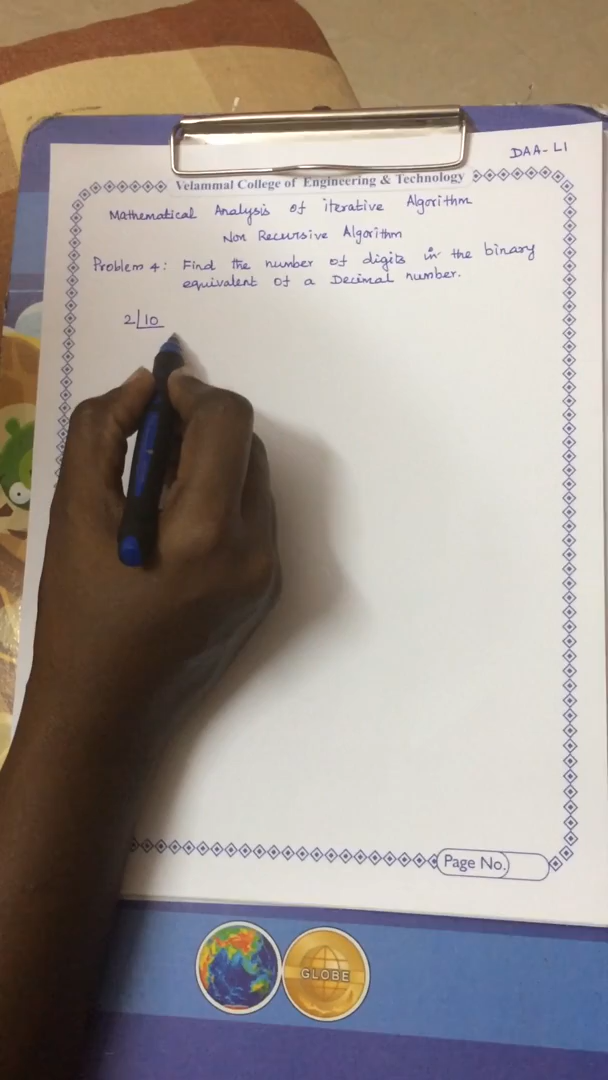 DAA-L1
Velammal College of Engineering & Technology
Mathematical Analysis of iterative Algorithm
Non Recursive Algorithm
Problem 4: Find the number of digits in the binary
equivalent of a Decimal number.
2|10
Page No.
GLOBE